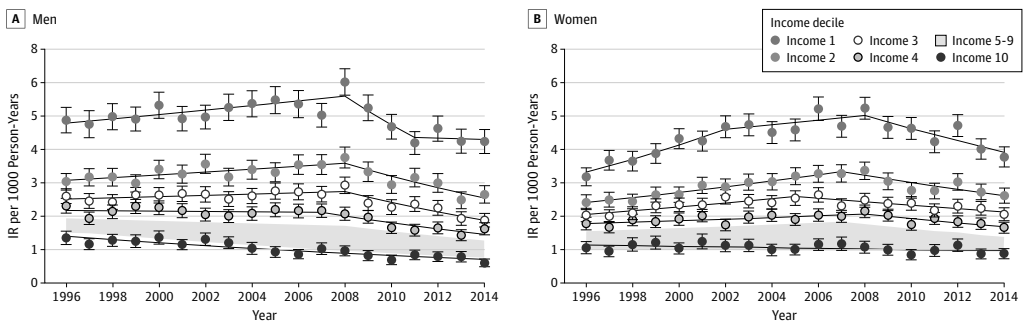 A Men
IR per 1000 Person-Years
8
7
6
5
4
3
2
1
0
1996 1998 2000 2002 2004 2006 2008 2010 2012 2014
Year
B Women
Income decile
Income 1 Income 3 Income 5-9
Income 2 Income 4 Income 10
IR per 1000 Person-Years
8
7
6
5
4
3
2
1
0
1996 1998 2000 2002 2004 2006 2008 2010 2012 2014
Year